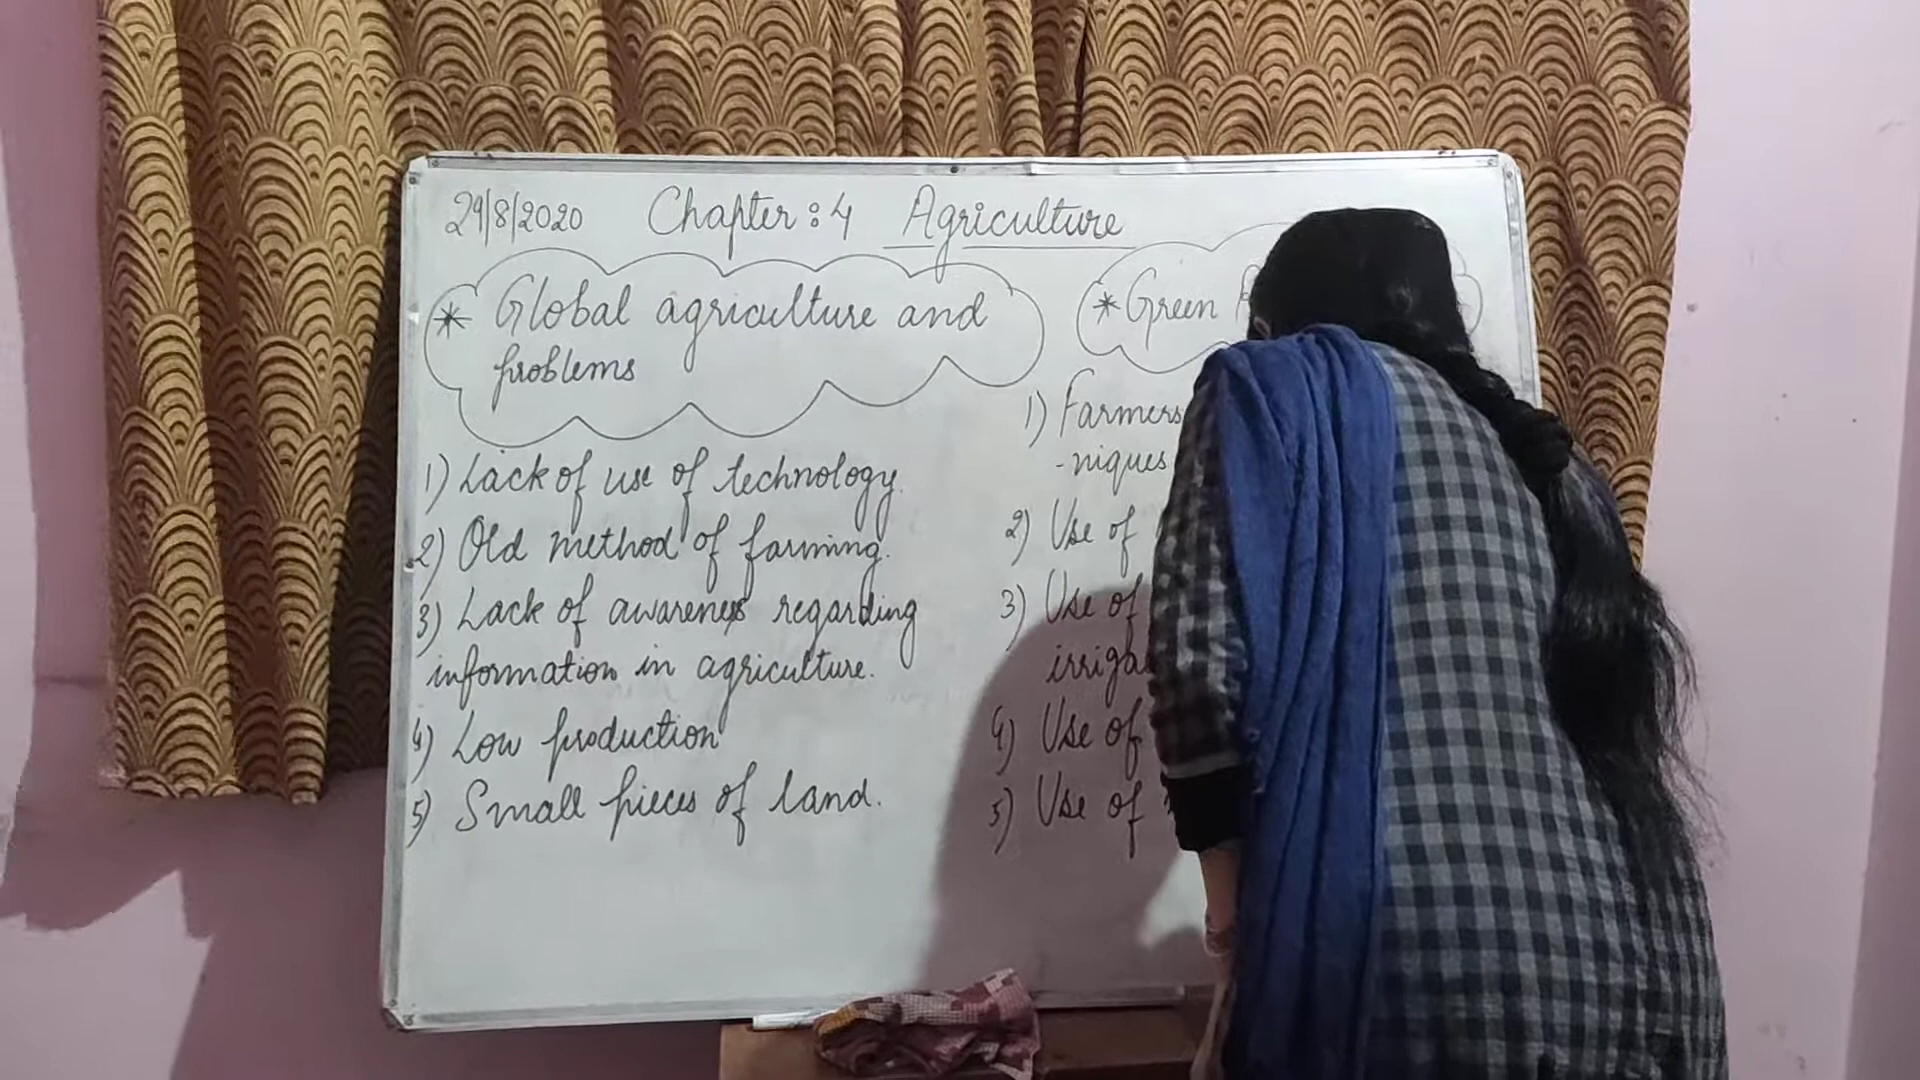 29/8/2020 Chapter : 4 Agriculture
* Global agriculture and
problems
1) Lack of use of technology.
2) Old method of farming.
3) Lack of awareness regarding
information in agriculture.
4) Low production
5) Small pieces of land.
* Green
1) Farmers
-niques
2) Use of
3) Use of
4) Use of
5) Use of